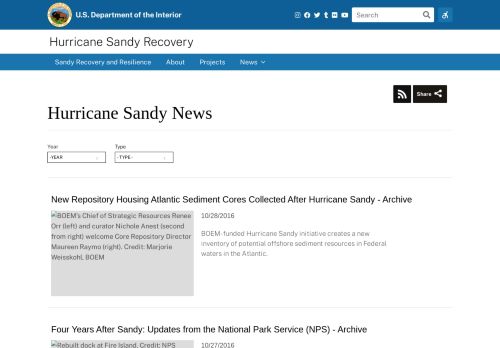 U.S. Department of the Interior
Search
Hurricane Sandy Recovery
Sandy Recovery and Resilience About Projects News
Share
Hurricane Sandy News
Year Type
-YEAR - TYPE -
New Repository Housing Atlantic Sediment Cores Collected After Hurricane Sandy - Archive
BOEM's Chief of Strategic Resources Renee
Orr (left) and curator Nichole Anest (second
from right) welcome Core Repository Director
Maureen Raymo (right). Credit: Marjorie
Weisskohl, BOEM
10/28/2016
BOEM-funded Hurricane Sandy initiative creates a new
inventory of potential offshore sediment resources in Federal
waters in the Atlantic.
Four Years After Sandy: Updates from the National Park Service (NPS) - Archive
Rebuilt dock at Fire Island. Credit: NPS
10/27/2016